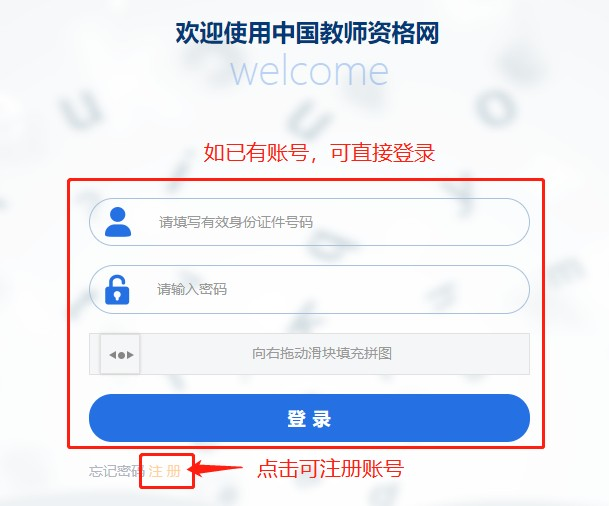 欢迎使用中国教师资格网
welcome
如已有账号，可直接登录
请填写有效身份证件号码
请输入密码
向右拖动滑块填充拼图
登 录
忘记密码 注 册
点击可注册账号